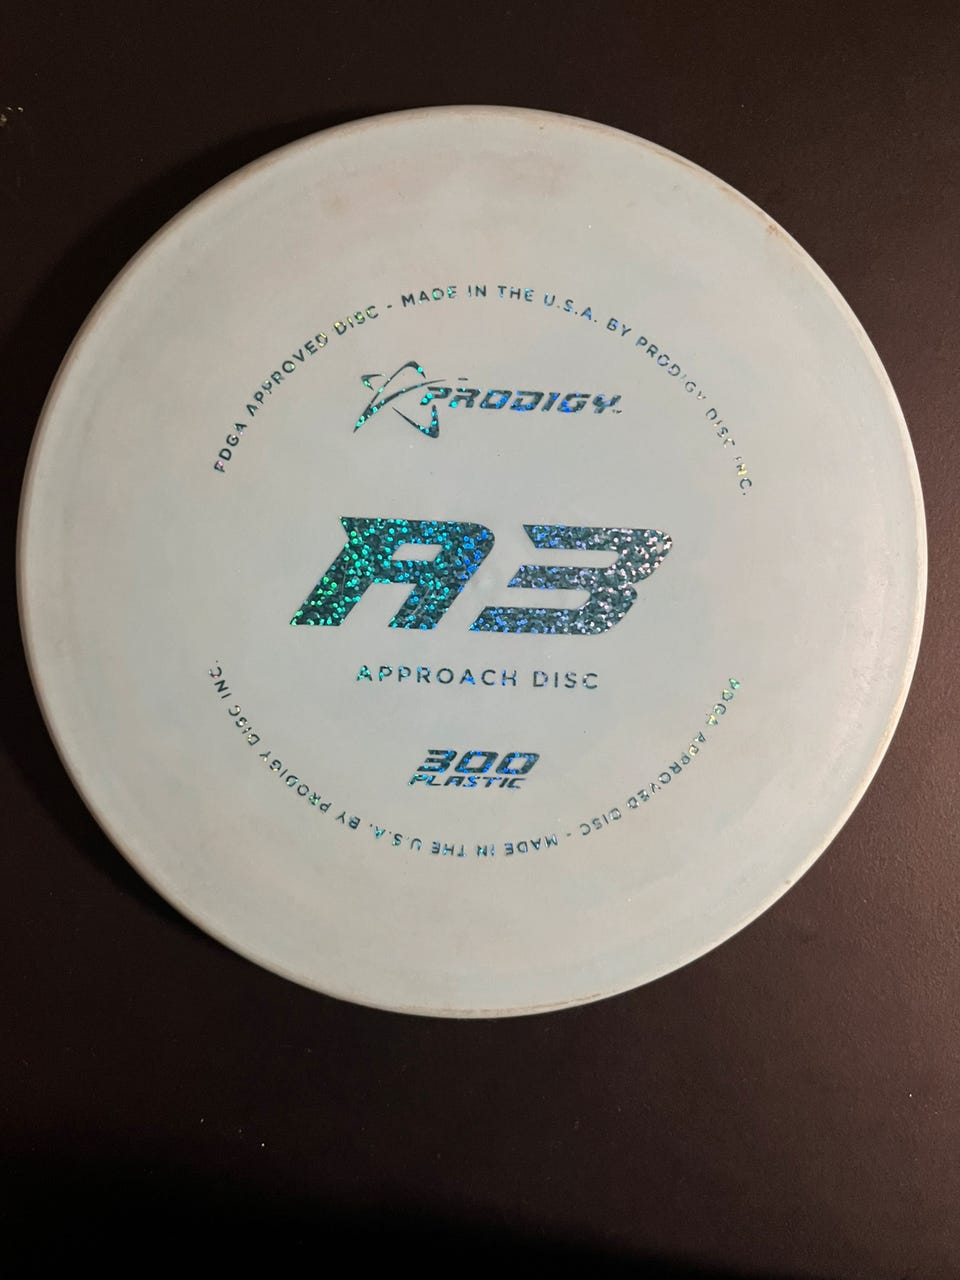 PDGA APPROVED DISC - MADE IN THE U.S.A. BY PRODIGY DISC INC.
PRODIGY
A3
APPROACH DISC
300
PLASTIC
PDGA APPROVED DISC - MADE IN THE U.S.A. BY PRODIGY DISC INC.